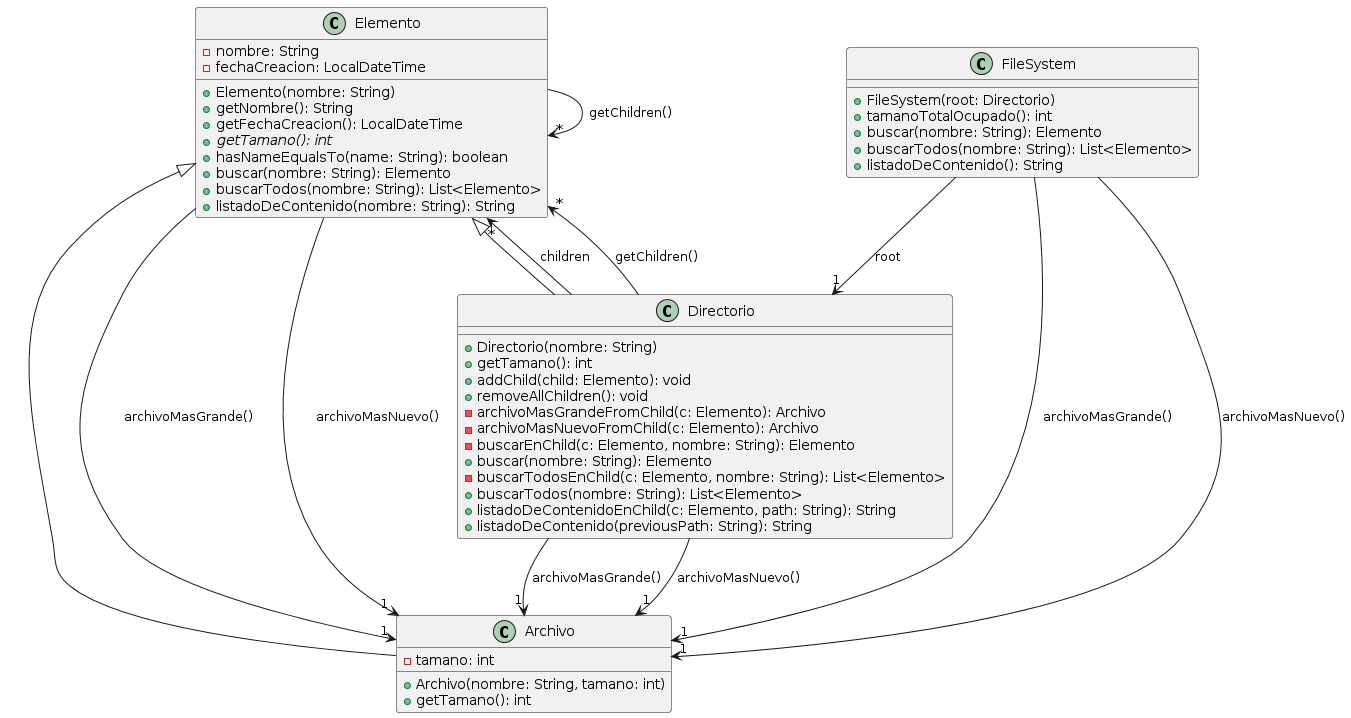 C Elemento
nombre: String
fechaCreacion: LocalDateTime
Elemento(nombre: String)
getNombre(): String
getFechaCreacion(): LocalDateTime
getTamano(): int
hasNameEqualsTo(name: String): boolean
buscar(nombre: String): Elemento
buscarTodos(nombre: String): List<Elemento>
listadoDeContenido(nombre: String): String
getChildren()
*
C FileSystem
FileSystem(root: Directorio)
tamanoTotalOcupado(): int
buscar(nombre: String): Elemento
buscarTodos(nombre: String): List<Elemento>
listadoDeContenido(): String
*
*
children
getChildren()
root
1
C Directorio
Directorio(nombre: String)
getTamano(): int
addChild(child: Elemento): void
removeAllChildren(): void
archivoMasGrandeFromChild(c: Elemento): Archivo
archivoMasNuevoFromChild(c: Elemento): Archivo
buscarEnChild(c: Elemento, nombre: String): Elemento
buscar(nombre: String): Elemento
buscarTodosEnChild(c: Elemento, nombre: String): List<Elemento>
buscarTodos(nombre: String): List<Elemento>
listadoDeContenidoEnChild(c: Elemento, path: String): String
listadoDeContenido(previousPath: String): String
archivoMasGrande()
archivoMasNuevo()
archivoMasGrande()
archivoMasNuevo()
archivoMasGrande()
archivoMasNuevo()
1
1
1
1
1
1
C Archivo
tamano: int
Archivo(nombre: String, tamano: int)
getTamano(): int